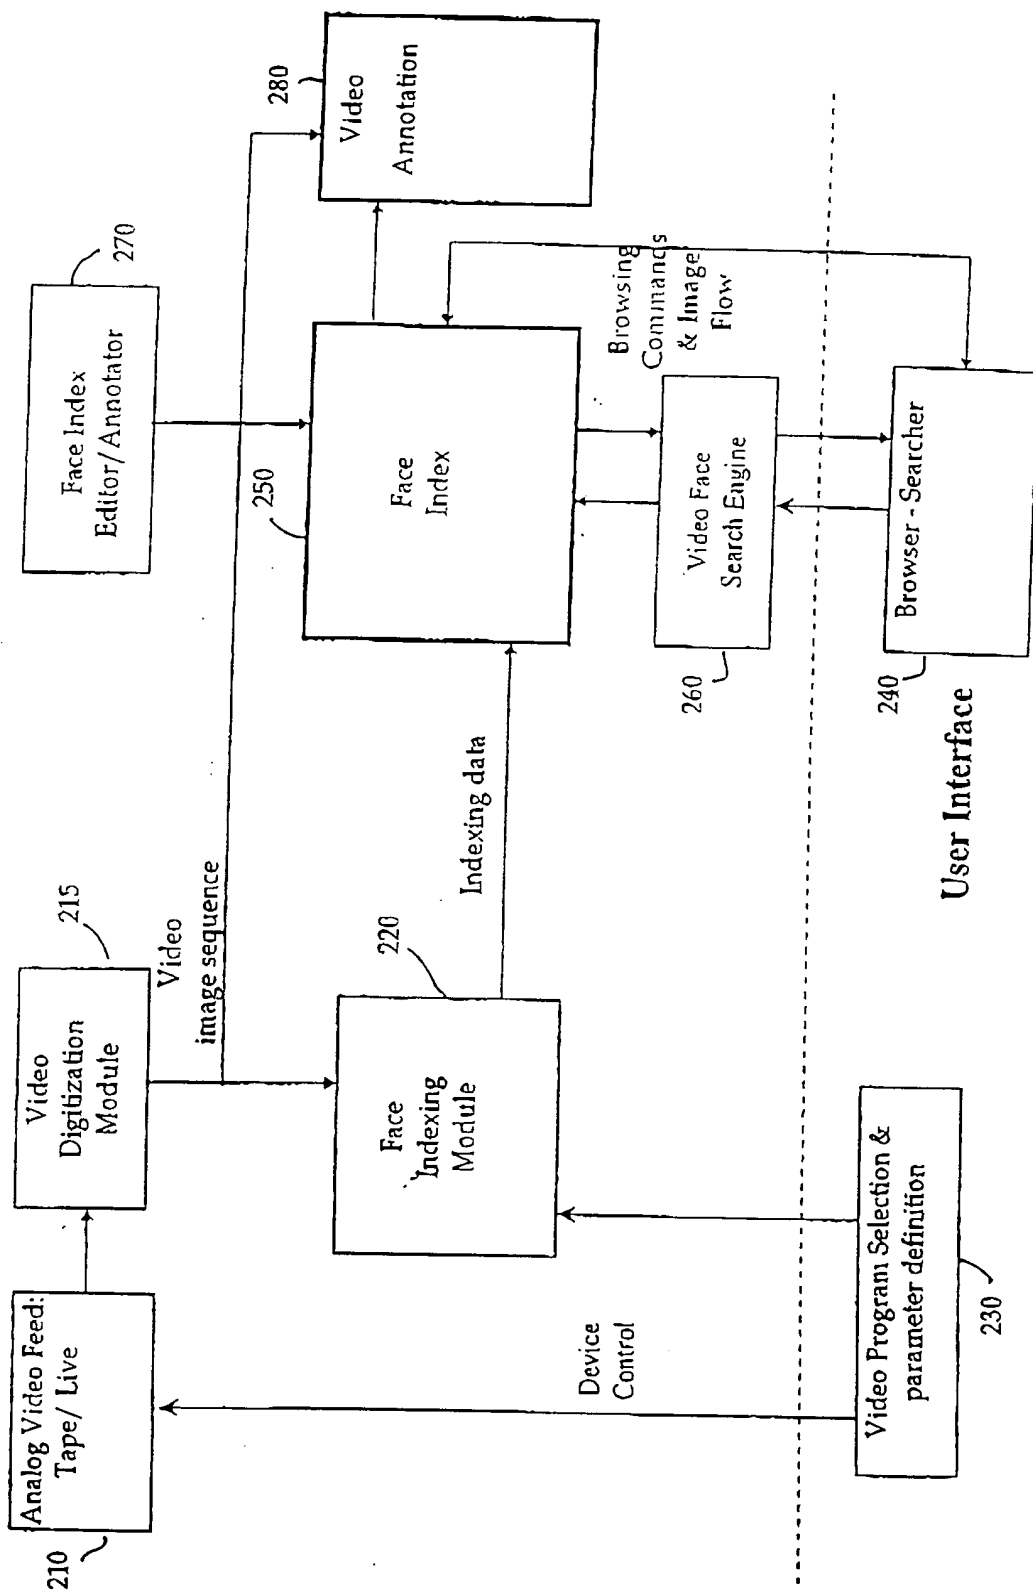 210
Analog Video Feed:
Tape/ Live
Video
Digitization
Module
215
Face Index
Editor/Annotator
270
280
Video
Annotation
Video
image sequence
220
Face
Indexing
Module
Indexing data
250
Face
Index
Browsing
Commands
& Image
Flow
Device
Control
260
Video Face
Search Engine
Video Program Selection &
parameter definition
230
240
Browser - Searcher
User Interface